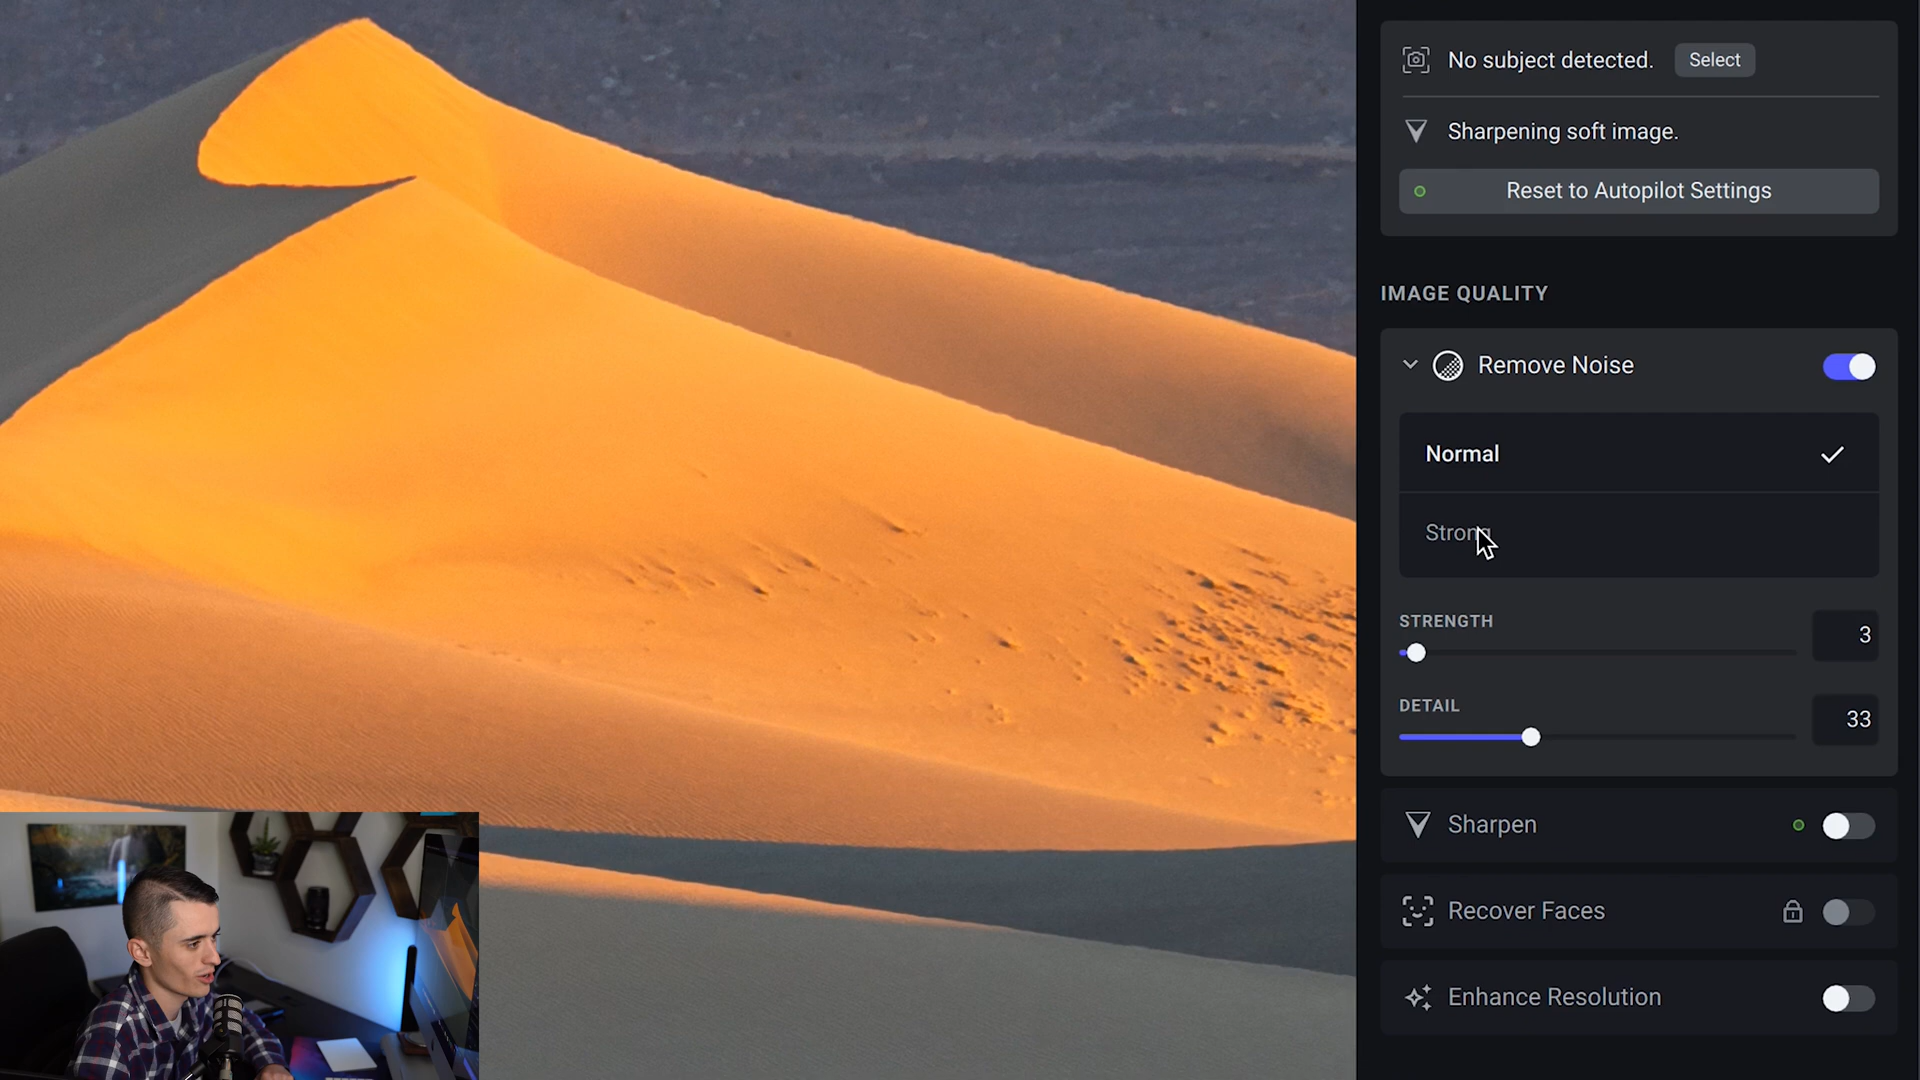 No subject detected.
Select
Sharpening soft image.
Reset to Autopilot Settings
IMAGE QUALITY
Remove Noise
Normal
Strong
STRENGTH
3
DETAIL
33
Sharpen
Recover Faces
Enhance Resolution